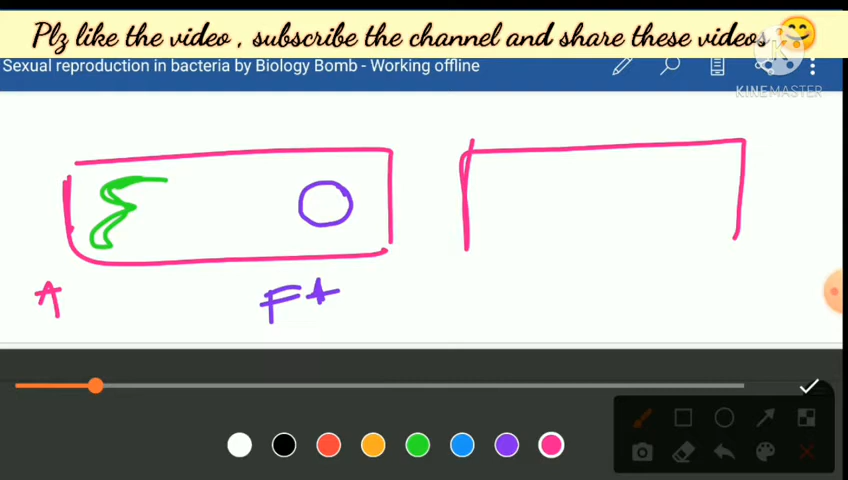 Plz like the video , subscribe the channel and share these videos 😊
Sexual reproduction in bacteria by Biology Bomb - Working offline
KINEMASTER
A
F+